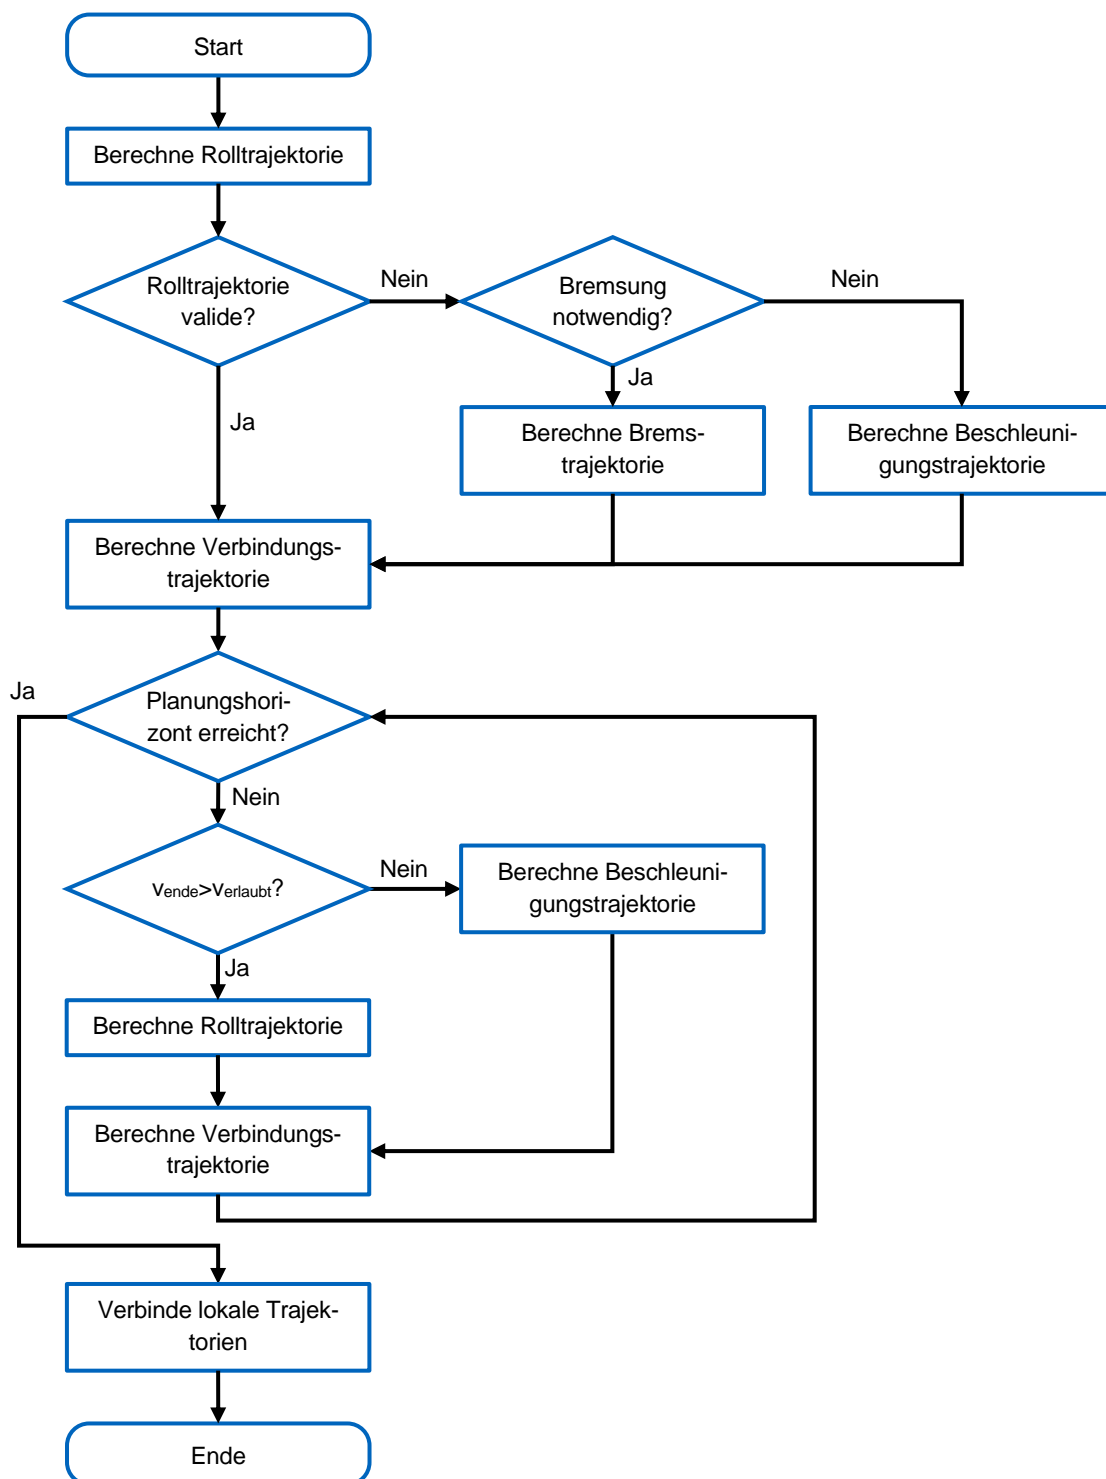 Start
Berechne Rolltrajektorie
Rolltrajektorie
valide?
Nein
Bremsung
notwendig?
Nein
Ja
Ja
Berechne Brems-
trajektorie
Berechne Beschleuni-
gungstrajektorie
Berechne Verbindungs-
trajektorie
Ja
Planungshori-
zont erreicht?
Nein
vende>verlaubt?
Nein
Berechne Beschleuni-
gungstrajektorie
Ja
Berechne Rolltrajektorie
Berechne Verbindungs-
trajektorie
Verbinde lokale Trajek-
torien
Ende